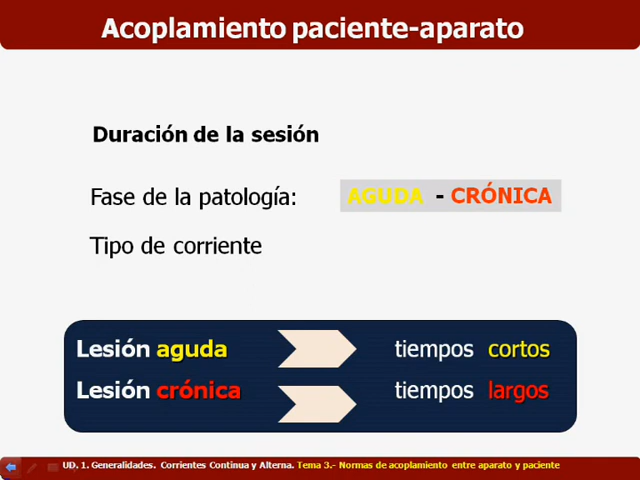 Acoplamiento paciente-aparato
Duración de la sesión
Fase de la patología: AGUDA - CRÓNICA
Tipo de corriente
Lesión aguda tiempos cortos
Lesión crónica tiempos largos
UD. 1. Generalidades. Corrientes Continua y Alterna. Tema 3.- Normas de acoplamiento entre aparato y paciente